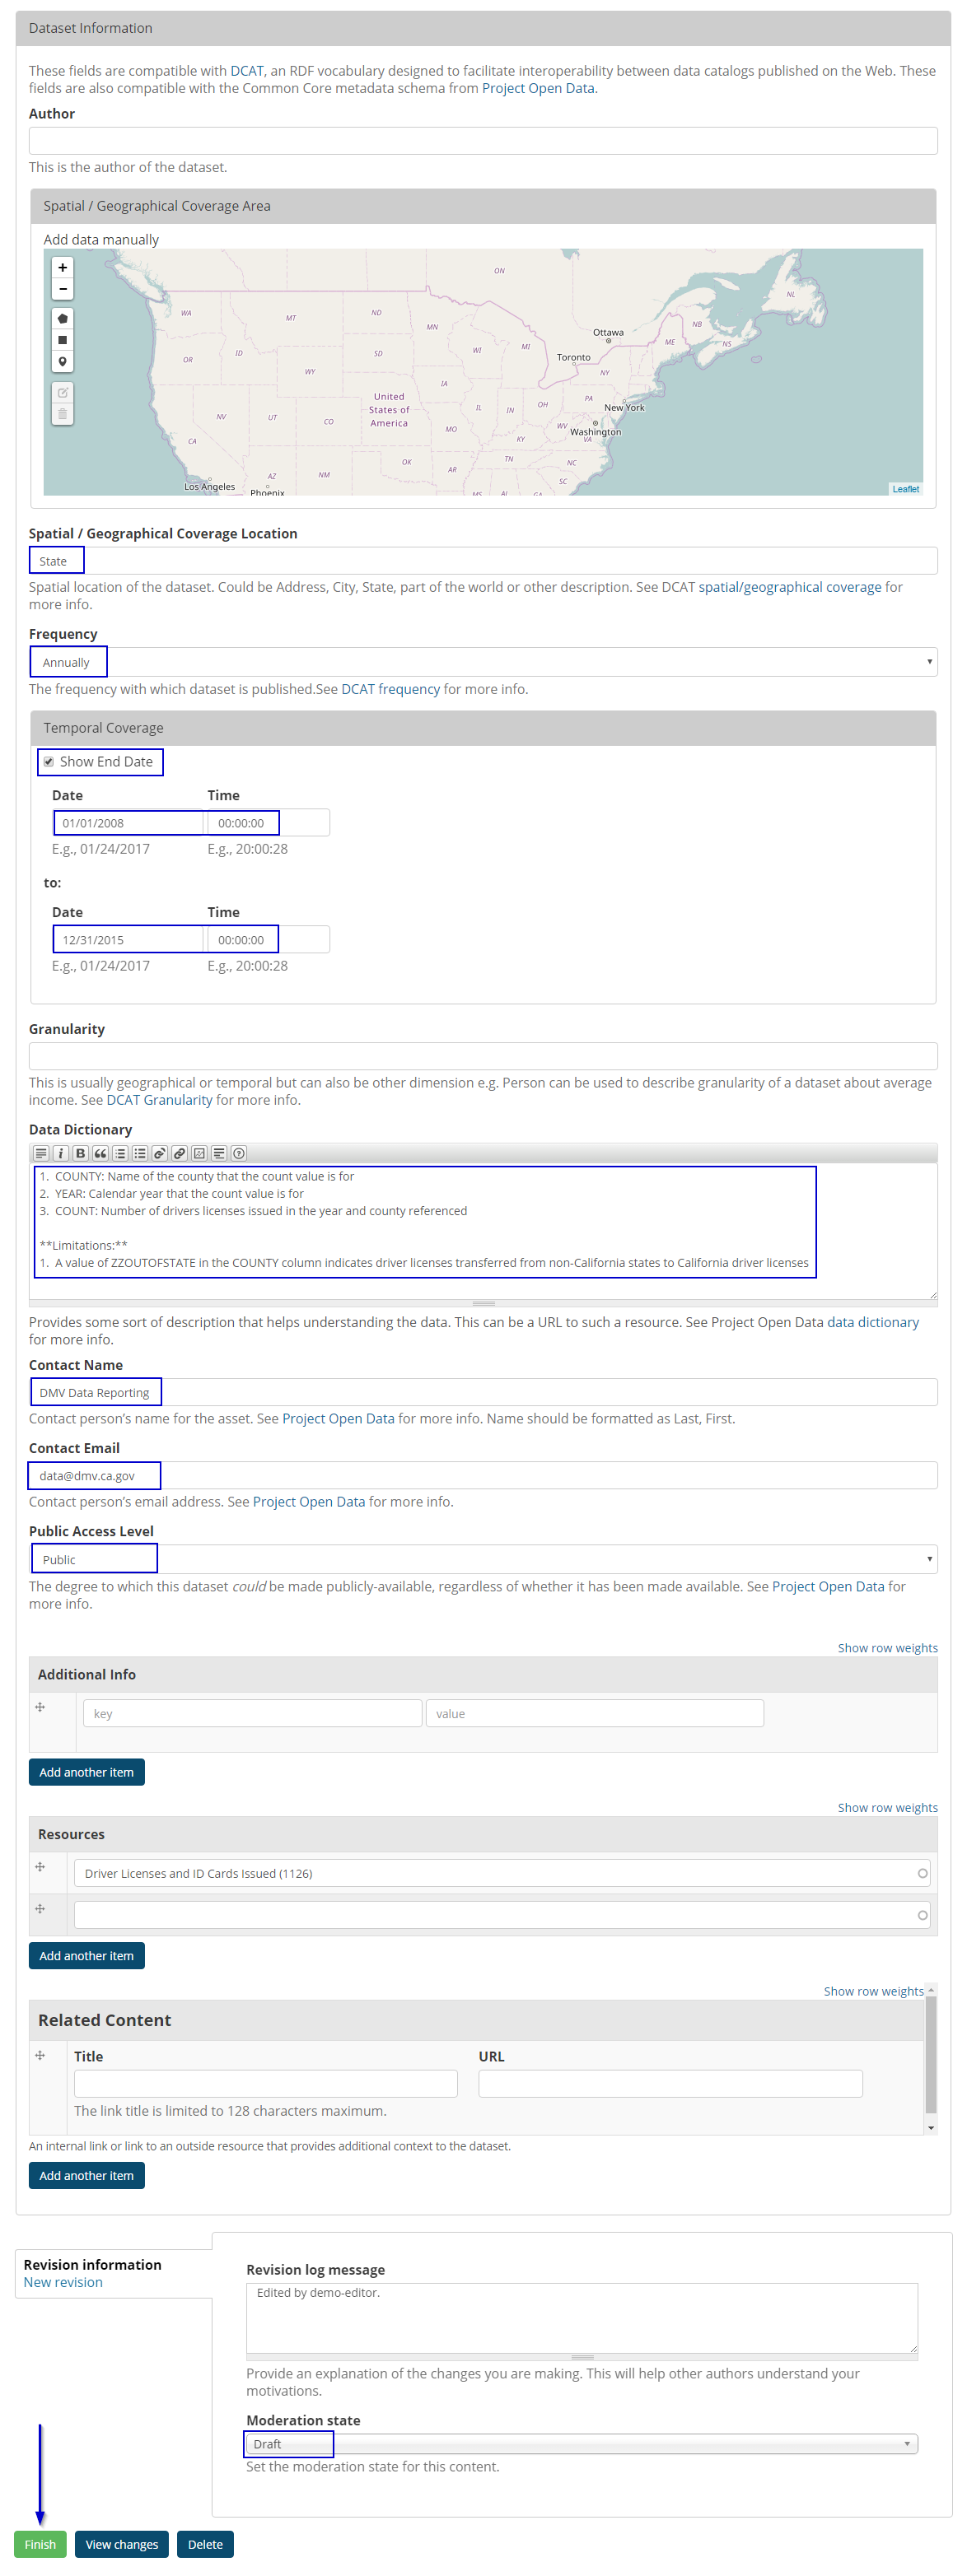 Dataset Information
These fields are compatible with DCAT, an RDF vocabulary designed to facilitate interoperability between data catalogs published on the Web. These
fields are also compatible with the Common Core metadata schema from Project Open Data.
Author
This is the author of the dataset.
Spatial / Geographical Coverage Area
Add data manually
+
−
ON
NL
WA
MT
ND
MN
NB
Ottawa
ME
NS
OR
ID
SD
WI
MI
Toronto
NY
WY
IA
United
States of
America
PA
New York
NV
UT
CO
IL
IN
OH
MO
WV
VA
Washington
CA
KY
OK
TN
NC
AZ
NM
AR
SC
Los Angeles
Phoenix
MS
AL
GA
Leaflet
Spatial / Geographical Coverage Location
State
Spatial location of the dataset. Could be Address, City, State, part of the world or other description. See DCAT spatial/geographical coverage for
more info.
Frequency
Annually
The frequency with which dataset is published.See DCAT frequency for more info.
Temporal Coverage
Show End Date
Date Time
01/01/2008 00:00:00
E.g., 01/24/2017 E.g., 20:00:28
to:
Date Time
12/31/2015 00:00:00
E.g., 01/24/2017 E.g., 20:00:28
Granularity
This is usually geographical or temporal but can also be other dimension e.g. Person can be used to describe granularity of a dataset about average
income. See DCAT Granularity for more info.
Data Dictionary
i B
1. COUNTY: Name of the county that the count value is for
2. YEAR: Calendar year that the count value is for
3. COUNT: Number of drivers licenses issued in the year and county referenced
**Limitations:**
1. A value of ZZOUTOFSTATE in the COUNTY column indicates driver licenses transferred from non-California states to California driver licenses
Provides some sort of description that helps understanding the data. This can be a URL to such a resource. See Project Open Data data dictionary
for more info.
Contact Name
DMV Data Reporting
Contact person's name for the asset. See Project Open Data for more info. Name should be formatted as Last, First.
Contact Email
data@dmv.ca.gov
Contact person's email address. See Project Open Data for more info.
Public Access Level
Public
The degree to which this dataset could be made publicly-available, regardless of whether it has been made available. See Project Open Data for
more info.
Show row weights
Additional Info
key value
Add another item
Show row weights
Resources
Driver Licenses and ID Cards Issued (1126)
Add another item
Show row weights
Related Content
Title URL
The link title is limited to 128 characters maximum.
An internal link or link to an outside resource that provides additional context to the dataset.
Add another item
Revision information
New revision
Revision log message
Edited by demo-editor.
Provide an explanation of the changes you are making. This will help other authors understand your
motivations.
Moderation state
Draft
Set the moderation state for this content.
Finish View changes Delete